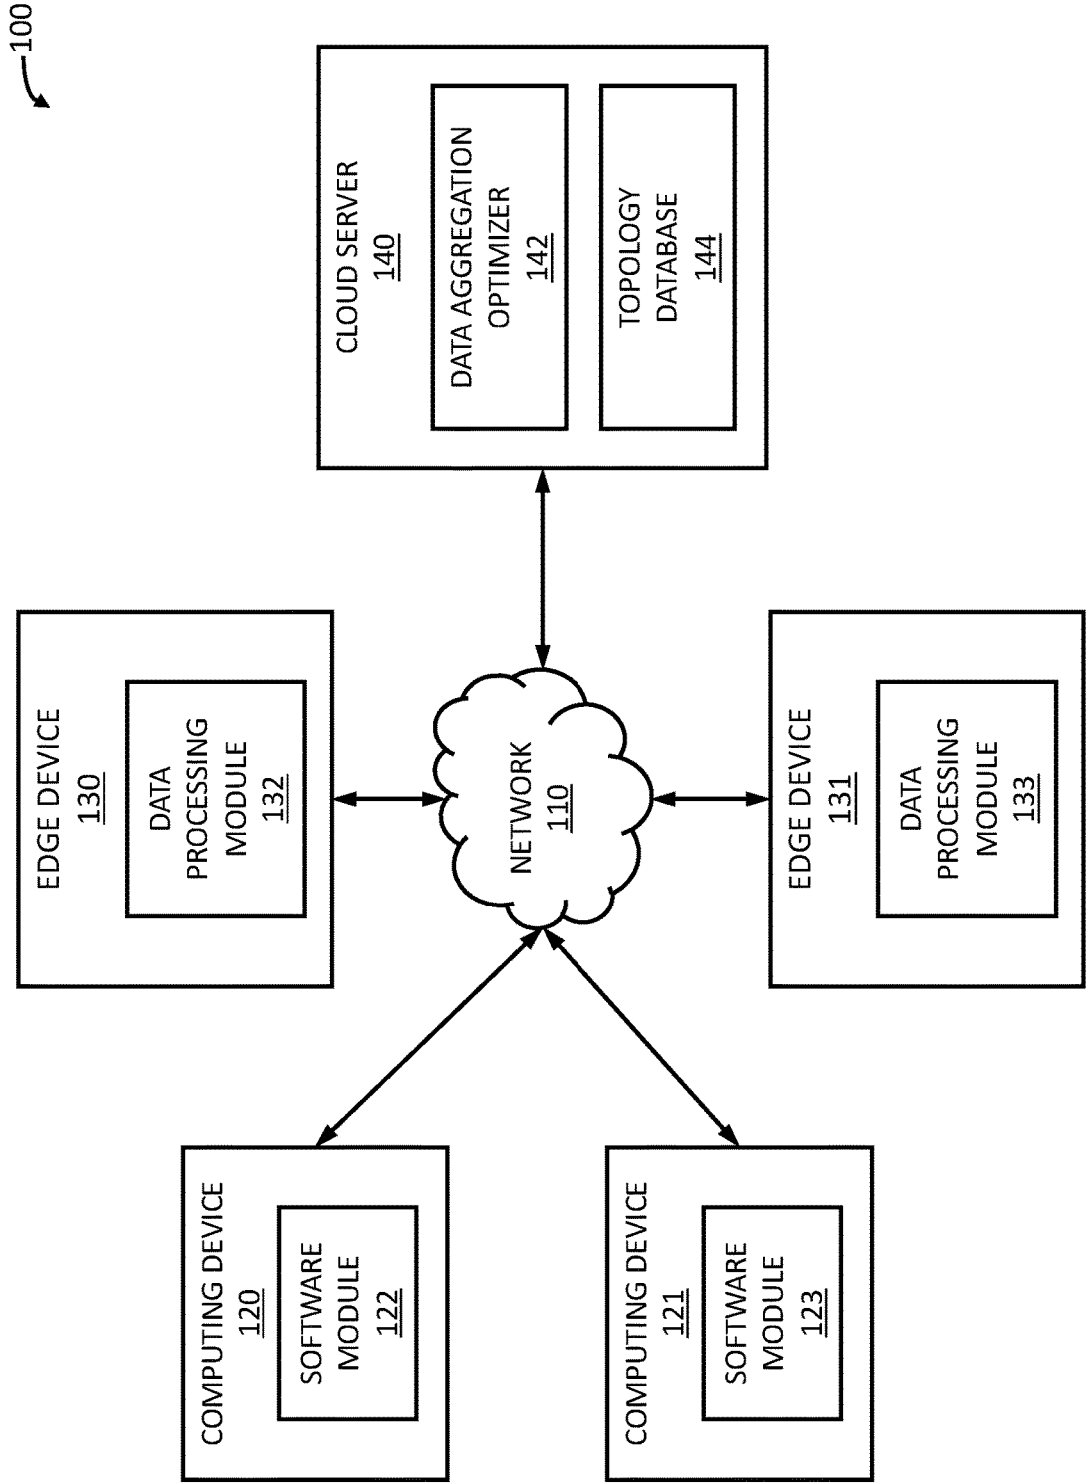 100
COMPUTING DEVICE
120
SOFTWARE
MODULE
122
COMPUTING DEVICE
121
SOFTWARE
MODULE
123
EDGE DEVICE
130
DATA
PROCESSING
MODULE
132
NETWORK
110
EDGE DEVICE
131
DATA
PROCESSING
MODULE
133
CLOUD SERVER
140
DATA AGGREGATION
OPTIMIZER
142
TOPOLOGY
DATABASE
144